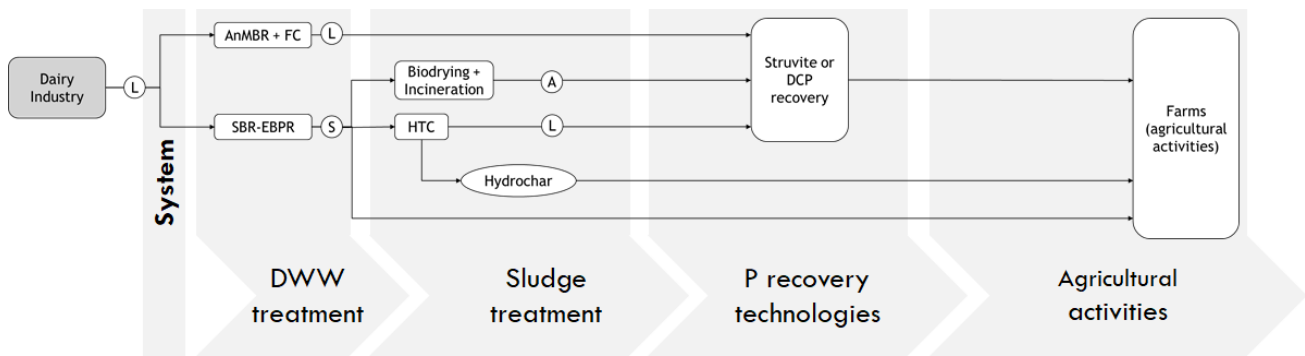 AnMBR + FC
L
Dairy
Industry
L
Biodrying +
Incineration
A
Struvite or
DCP
recovery
SBR-EBPR
S
HTC
L
Farms
(agricultural
activities)
Hydrochar
System
DWW
treatment
Sludge
treatment
P recovery
technologies
Agricultural
activities